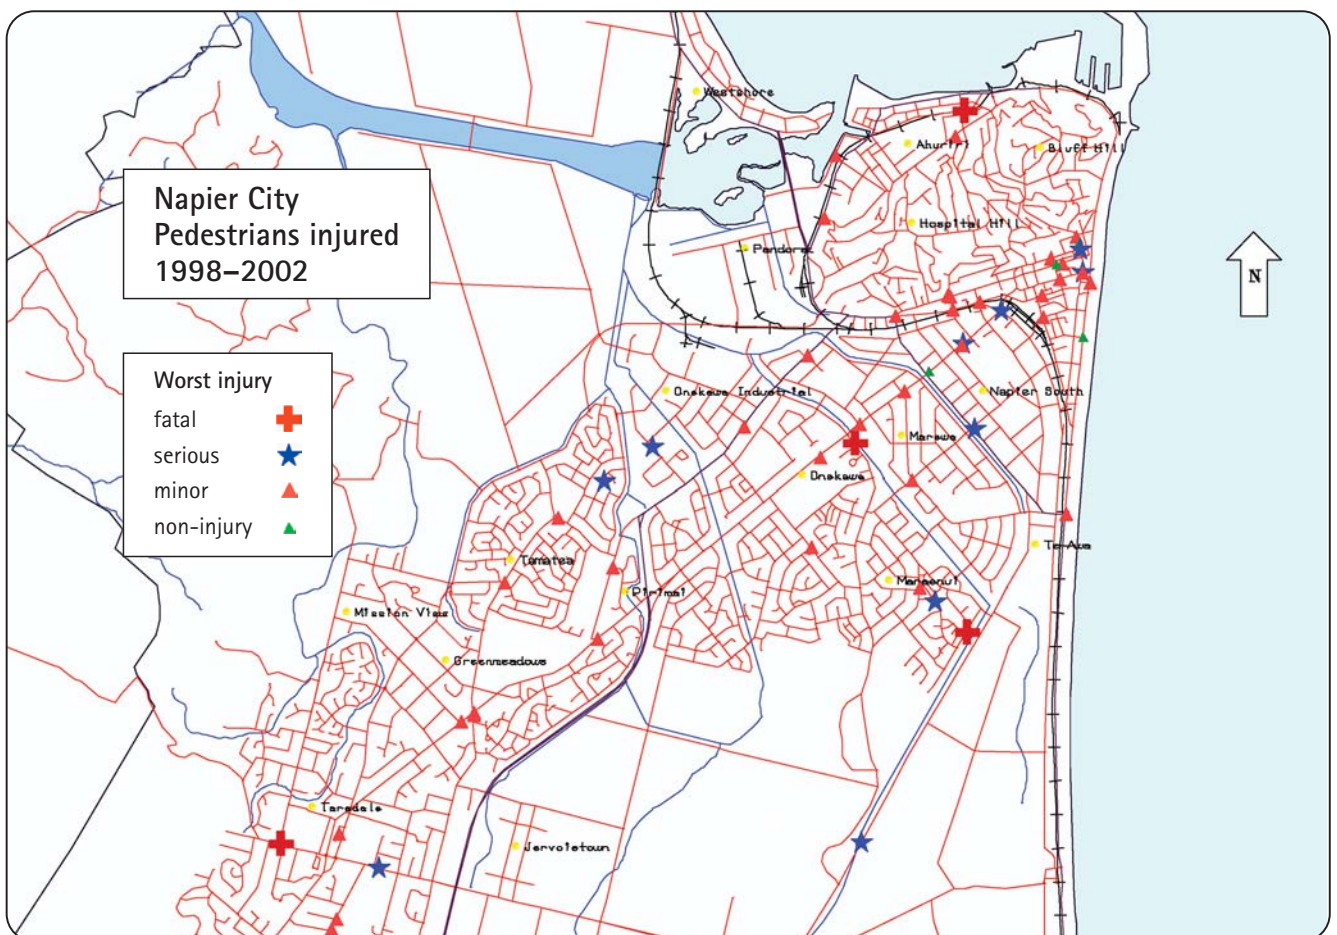 Westshore
Ahuriri
Bluff Hill
Napier City
Pedestrians injured
1998–2002
Hospital Hill
Pandora
N
Worst injury
fatal
serious
minor
non-injury
Onekawa Industrial
Napier South
Marewa
Onekawa
Te Awa
Tamatea
Maraenui
Pirimai
Mission View
Greenmeadows
Taradale
Jervoistown